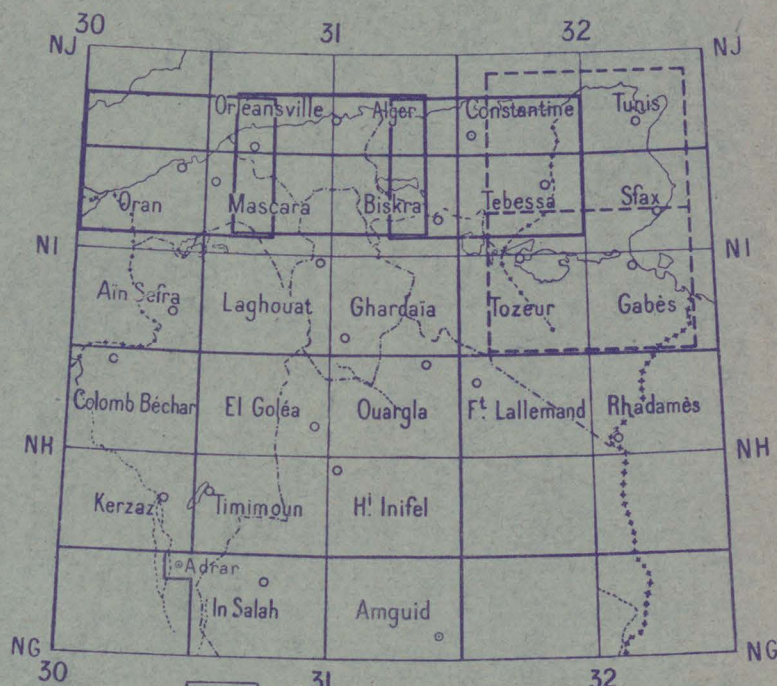 30 31 32
NJ NJ
Orléansville Alger Constantine Tunis
Oran Mascara Biskra Tebessa Sfax
NI NI
Aïn Sefra Laghouat Ghardaïa Tozeur Gabès
Colomb Béchar El Goléa Ouargla Ft. Lallemand Rhadamès
NH NH
Kerzaz Timimoun Hi. Inifel
Adrar
In Salah Amguid
NG NG
30 31 32